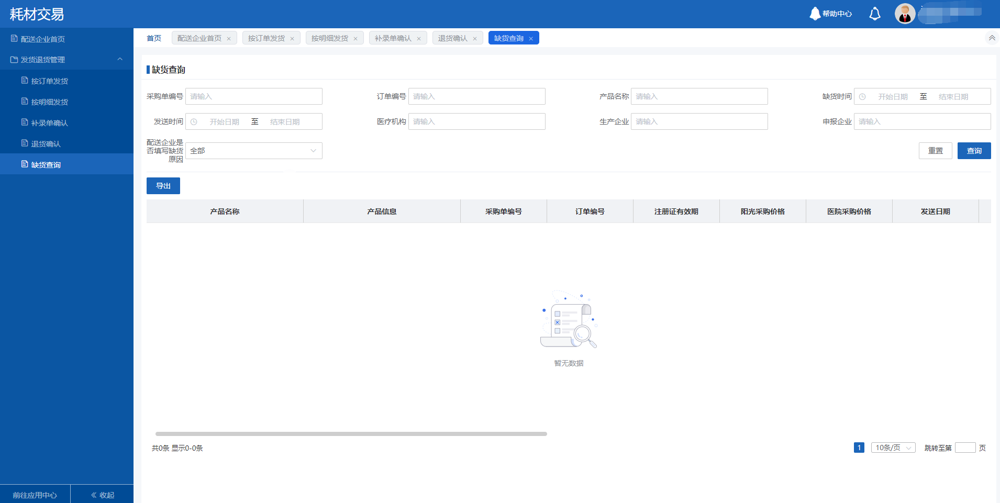 耗材交易
帮助中心
配送企业首页
发货退货管理
按订单发货
按明细发货
补录单确认
退货确认
缺货查询
前往应用中心
收起
首页 配送企业首页 按订单发货 按明细发货 补录单确认 退货确认 缺货查询
缺货查询
采购单编号 请输入 订单编号 请输入 产品名称 请输入 缺货时间 开始日期 至 结束日期
发送时间 开始日期 至 结束日期 医疗机构 请输入 生产企业 请输入 申报企业 请输入
配送企业是
否填写缺货
原因
全部
重置 查询
导出
产品名称 产品信息 采购单编号 订单编号 注册证有效期 阳光采购价格 医院采购价格 发送日期
暂无数据
共0条 显示0-0条
1 10条/页 跳转至第 页